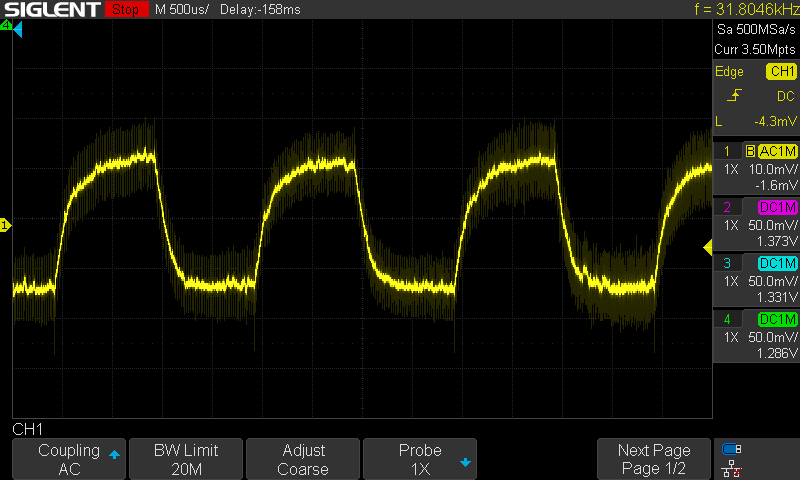 SIGLENT Stop M 500us/ Delay:-158ms f = 31.8046kHz
Sa 500MSa/s
Curr 3.50Mpts
Edge CH1
DC
L -4.3mV
1 B AC1M
1X 10.0mV/
-1.6mV
2 DC1M
1X 50.0mV/
1.373V
3 DC1M
1X 50.0mV/
1.331V
4 DC1M
1X 50.0mV/
1.286V
4
1
CH1
Coupling BW Limit Adjust Probe Next Page
AC 20M Coarse 1X Page 1/2